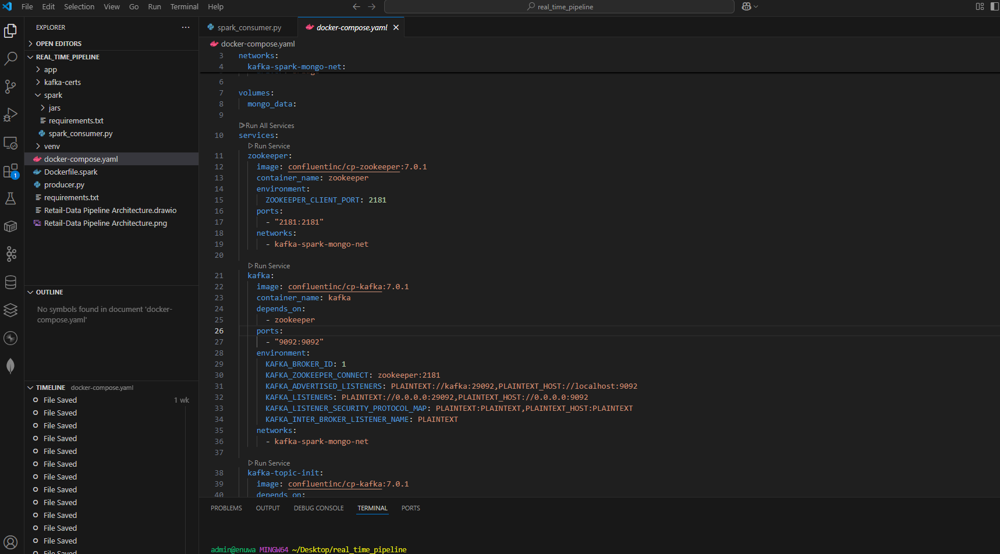 File Edit Selection View Go Run Terminal Help
real_time_pipeline
EXPLORER
OPEN EDITORS
REAL_TIME_PIPELINE
app
kafka-certs
spark
jars
requirements.txt
spark_consumer.py
venv
docker-compose.yaml
Dockerfile.spark
producer.py
requirements.txt
Retail-Data Pipeline Architecture.drawio
Retail-Data Pipeline Architecture.png
1
OUTLINE
No symbols found in document 'docker-
compose.yaml'
TIMELINE docker-compose.yaml
File Saved 1 wk
File Saved
File Saved
File Saved
File Saved
File Saved
File Saved
File Saved
File Saved
File Saved
File Saved
File Saved
File Saved
spark_consumer.py docker-compose.yaml
docker-compose.yaml
3 networks:
4 kafka-spark-mongo-net:
6
7 volumes:
8 mongo_data:
9
Run All Services
10 services:
Run Service
11 zookeeper:
12 image: confluentinc/cp-zookeeper:7.0.1
13 container_name: zookeeper
14 environment:
15 ZOOKEEPER_CLIENT_PORT: 2181
16 ports:
17 - "2181:2181"
18 networks:
19 - kafka-spark-mongo-net
20
Run Service
21 kafka:
22 image: confluentinc/cp-kafka:7.0.1
23 container_name: kafka
24 depends_on:
25 - zookeeper
26 ports:
27 - "9092:9092"
28 environment:
29 KAFKA_BROKER_ID: 1
30 KAFKA_ZOOKEEPER_CONNECT: zookeeper:2181
31 KAFKA_ADVERTISED_LISTENERS: PLAINTEXT://kafka:29092,PLAINTEXT_HOST://localhost:9092
32 KAFKA_LISTENERS: PLAINTEXT://0.0.0.0:29092,PLAINTEXT_HOST://0.0.0.0:9092
33 KAFKA_LISTENER_SECURITY_PROTOCOL_MAP: PLAINTEXT:PLAINTEXT,PLAINTEXT_HOST:PLAINTEXT
34 KAFKA_INTER_BROKER_LISTENER_NAME: PLAINTEXT
35 networks:
36 - kafka-spark-mongo-net
37
Run Service
38 kafka-topic-init:
39 image: confluentinc/cp-kafka:7.0.1
40 depends_on:
PROBLEMS OUTPUT DEBUG CONSOLE TERMINAL PORTS
admin@enuwa MINGW64 ~/Desktop/real_time_pipeline